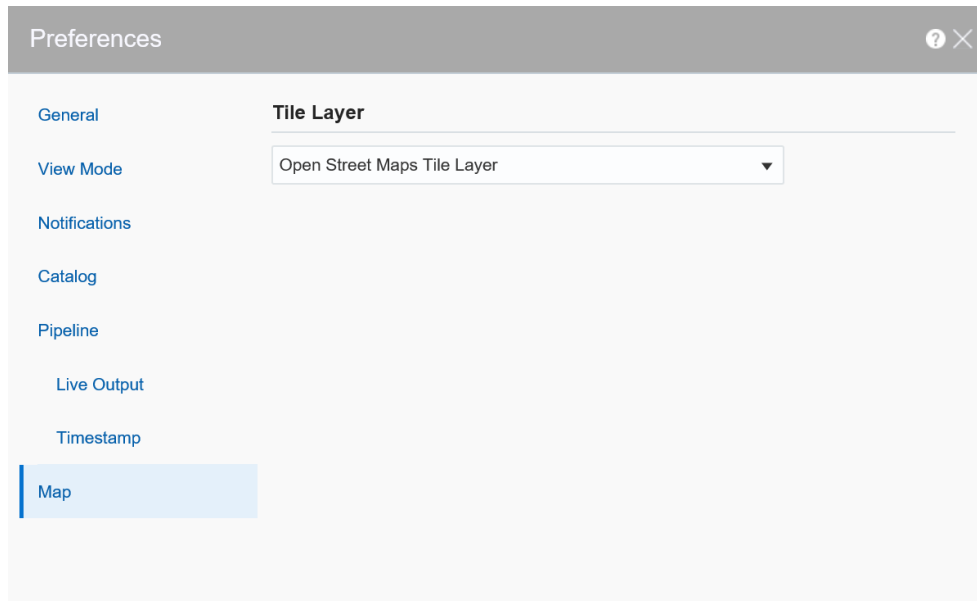 Preferences
?
General
View Mode
Notifications
Catalog
Pipeline
Live Output
Timestamp
Map
Tile Layer
Open Street Maps Tile Layer